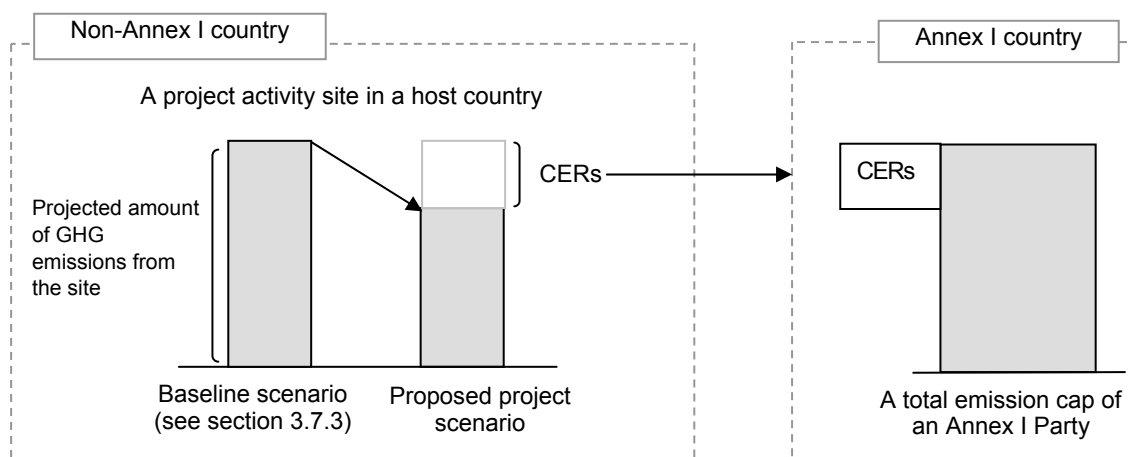 Non-Annex I country
Annex I country
A project activity site in a host country
Projected amount
of GHG
emissions from
the site
CERs
CERs
Baseline scenario
(see section 3.7.3)
Proposed project
scenario
A total emission cap of
an Annex I Party